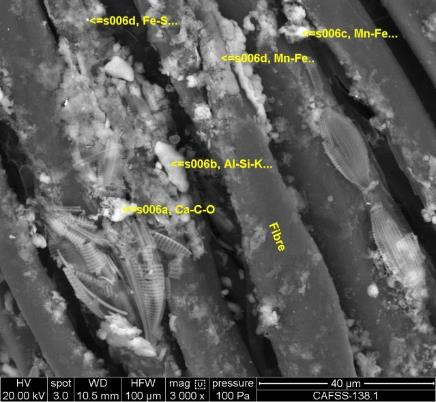 <=s006d, Fe-S...
<=s006c, Mn-Fe...
<=s006d, Mn-Fe..
<=s006b, Al-Si-K...
<=s006a, Ca-C-O
Fibre
HV spot WD HFW mag pressure 40 µm
20.00 kV 3.0 10.5 mm 100 µm 3 000 x 100 Pa CAFSS-138.1